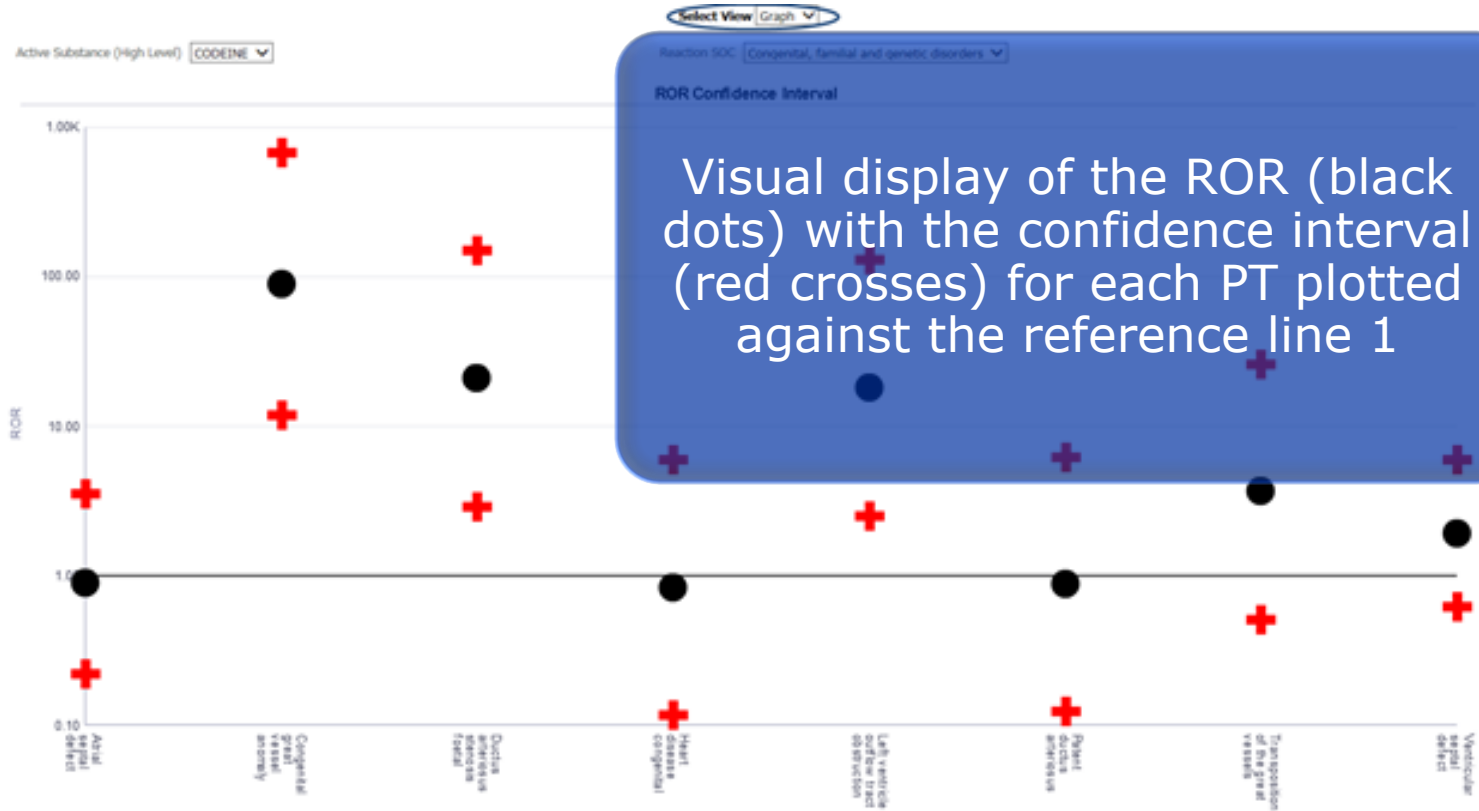 Select View Graph
Active Substance (High Level) CODEINE
Reaction SOC Congenital, familial and genetic disorders
ROR Confidence Interval
Visual display of the ROR (black
dots) with the confidence interval
(red crosses) for each PT plotted
against the reference line 1
1.00K
100.00
10.00
1.00
0.10
ROR
Atrial
septal
defect
Congenital
great
vessel
anomaly
Ductus
arteriosus
stenosis
foetal
Heart
disease
congenital
Left ventricle
outflow tract
obstruction
Patent
ductus
arteriosus
Transposition
of the great
vessels
Ventricular
septal
defect